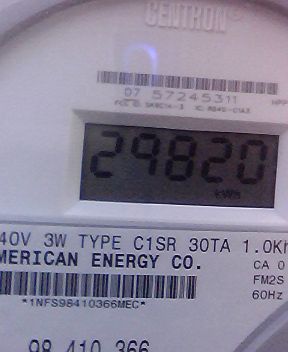 CENTRON®
07 57245311
29820
kWh
40V 3W TYPE C1SR 30TA 1.0Kh
MERICAN ENERGY CO.
CA 0
FM2S
60Hz
*1NFS98410366MEC*
98 410 366